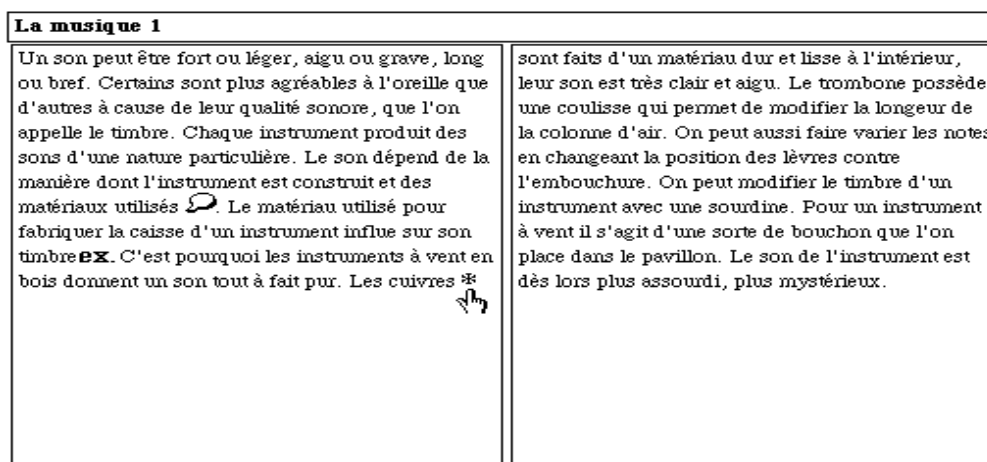 La musique 1
Un son peut être fort ou léger, aigu ou grave, long
ou bref. Certains sont plus agréables à l'oreille que
d'autres à cause de leur qualité sonore, que l'on
appelle le timbre. Chaque instrument produit des
sons d'une nature particulière. Le son dépend de la
manière dont l'instrument est construit et des
matériaux utilisés . Le matériau utilisé pour
fabriquer la caisse d'un instrument influe sur son
timbre ex. C'est pourquoi les instruments à vent en
bois donnent un son tout à fait pur. Les cuivres *
sont faits d'un matériau dur et lisse à l'intérieur,
leur son est très clair et aigu. Le trombone possède
une coulisse qui permet de modifier la longeur de
la colonne d'air. On peut aussi faire varier les notes
en changeant la position des lèvres contre
l'embouchure. On peut modifier le timbre d'un
instrument avec une sourdine. Pour un instrument
à vent il s'agit d'une sorte de bouchon que l'on
place dans le pavillon. Le son de l'instrument est
dès lors plus assourdi, plus mystérieux.